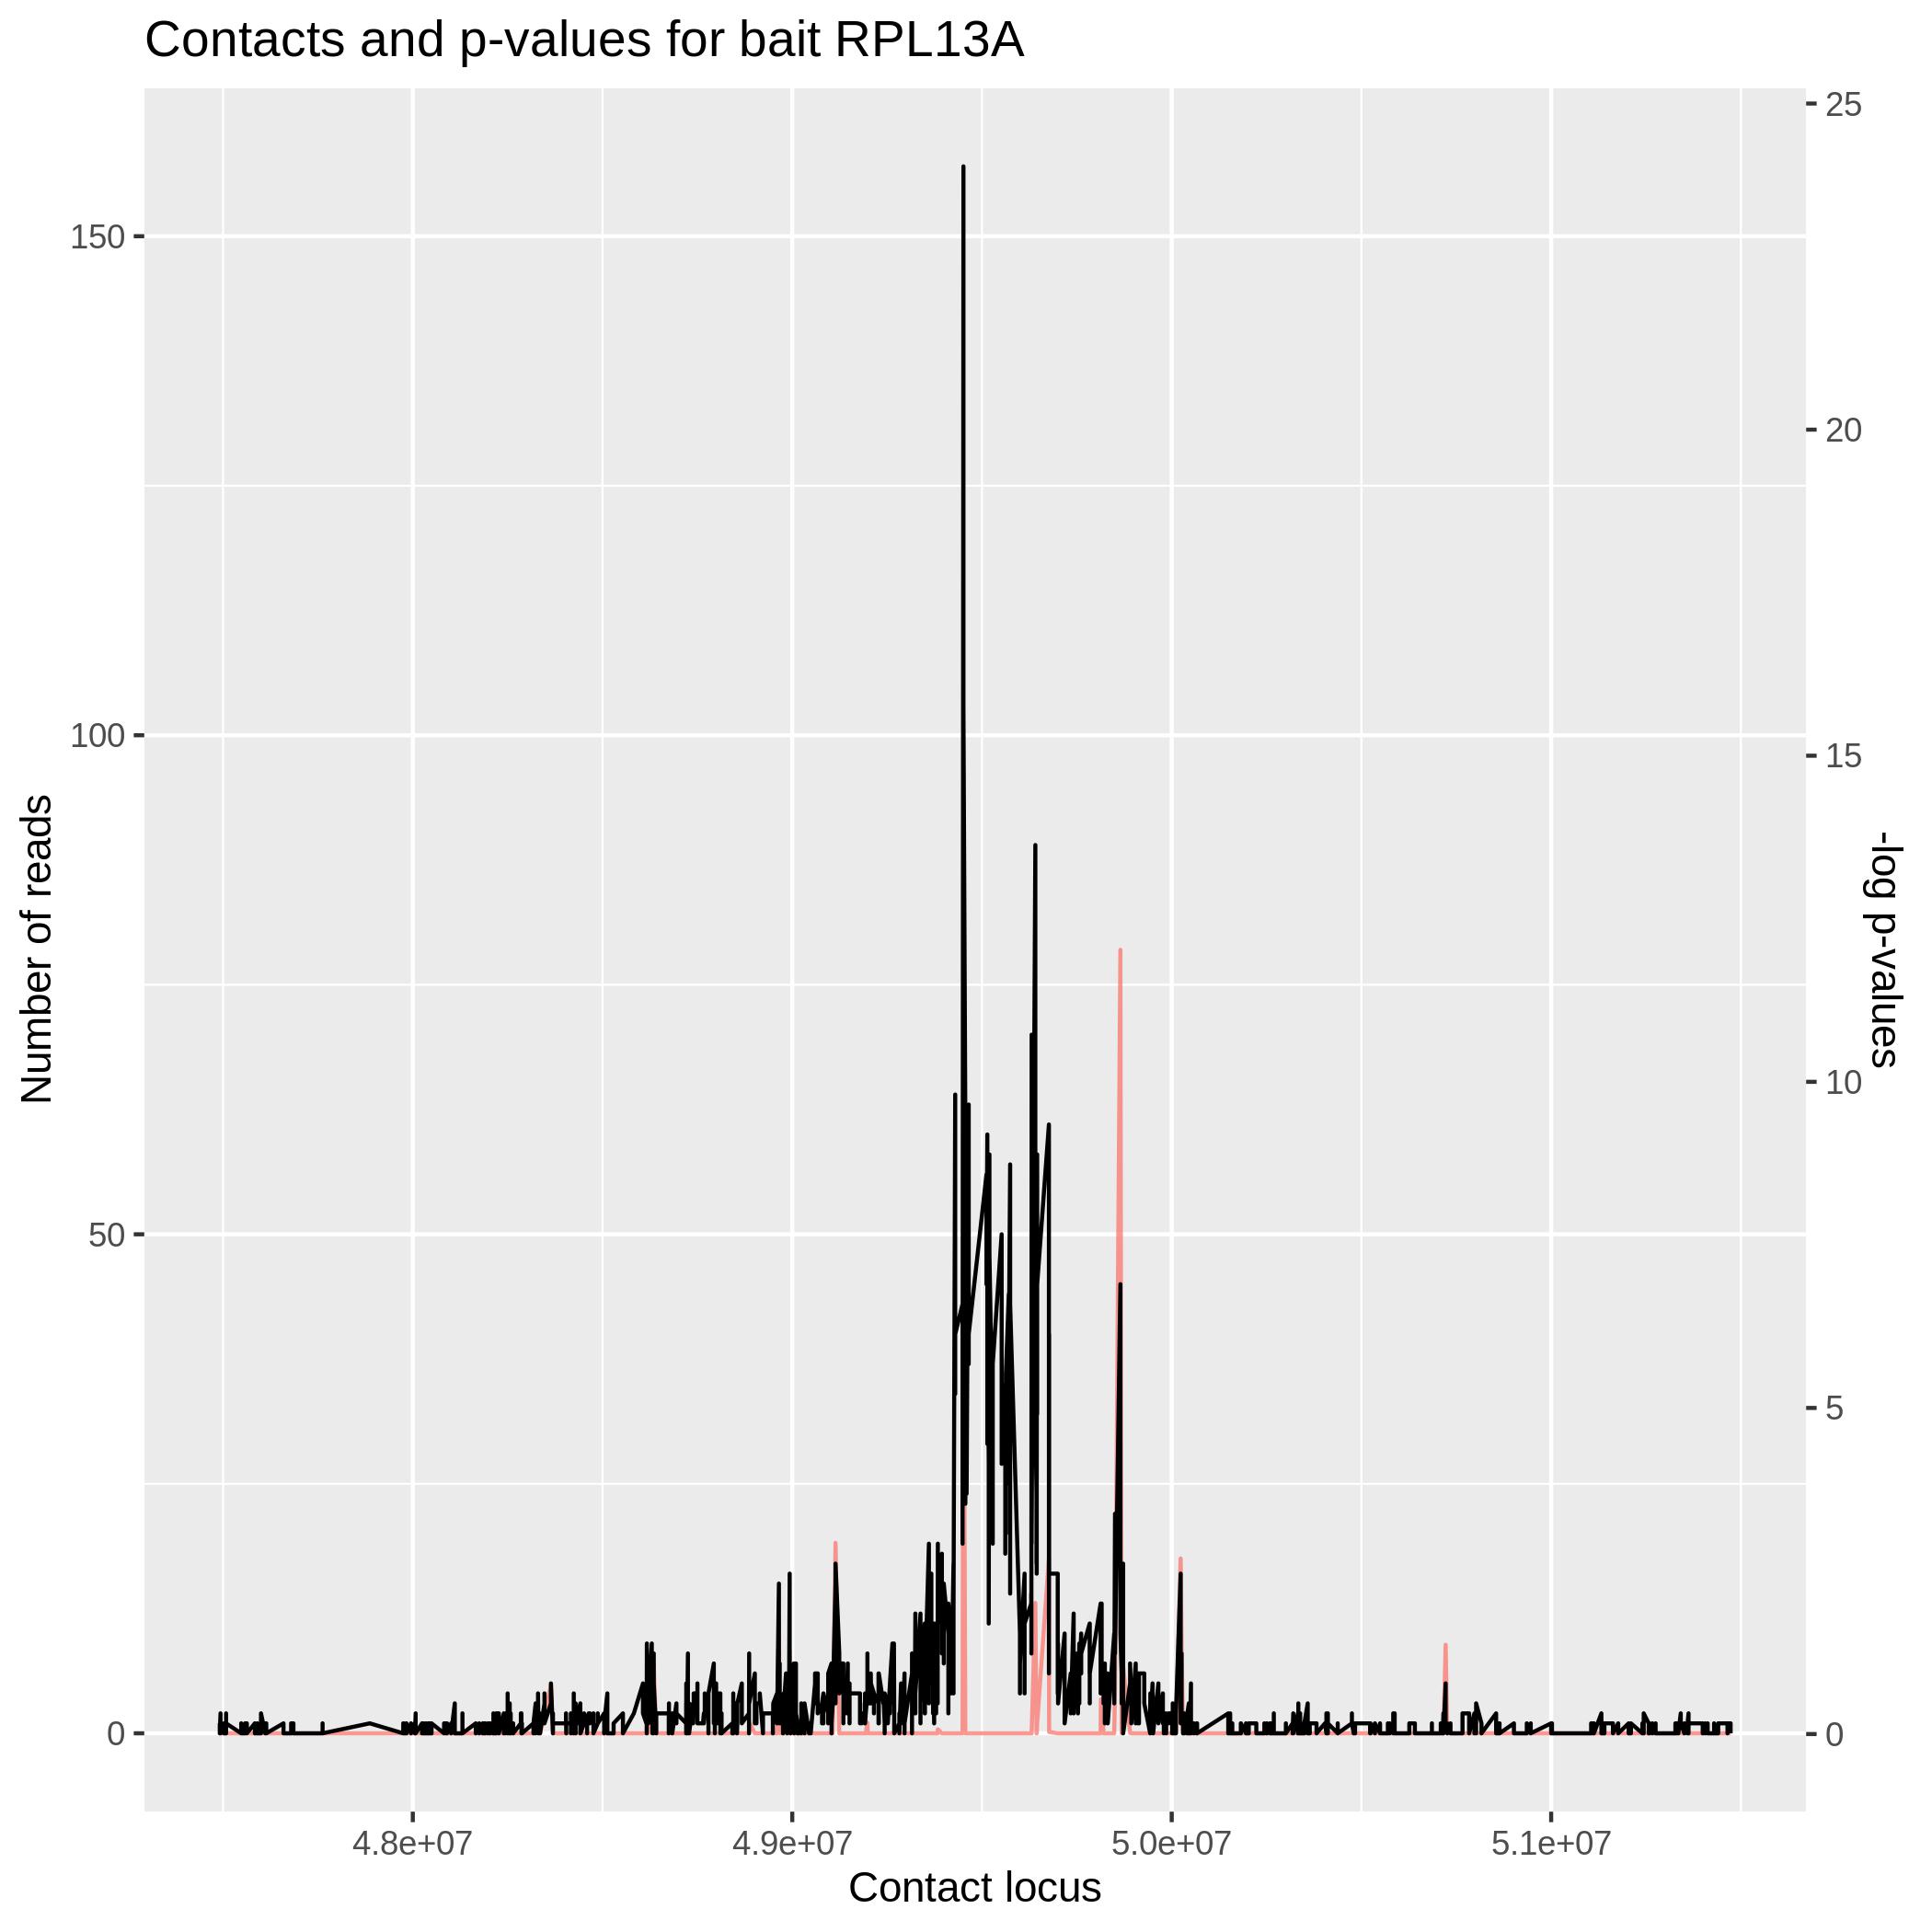 Contacts and p-values for bait RPL13A
150
100
50
0
Number of reads
25
20
15
10
5
0
-log p-values
4.8e+07
4.9e+07
5.0e+07
5.1e+07
Contact locus